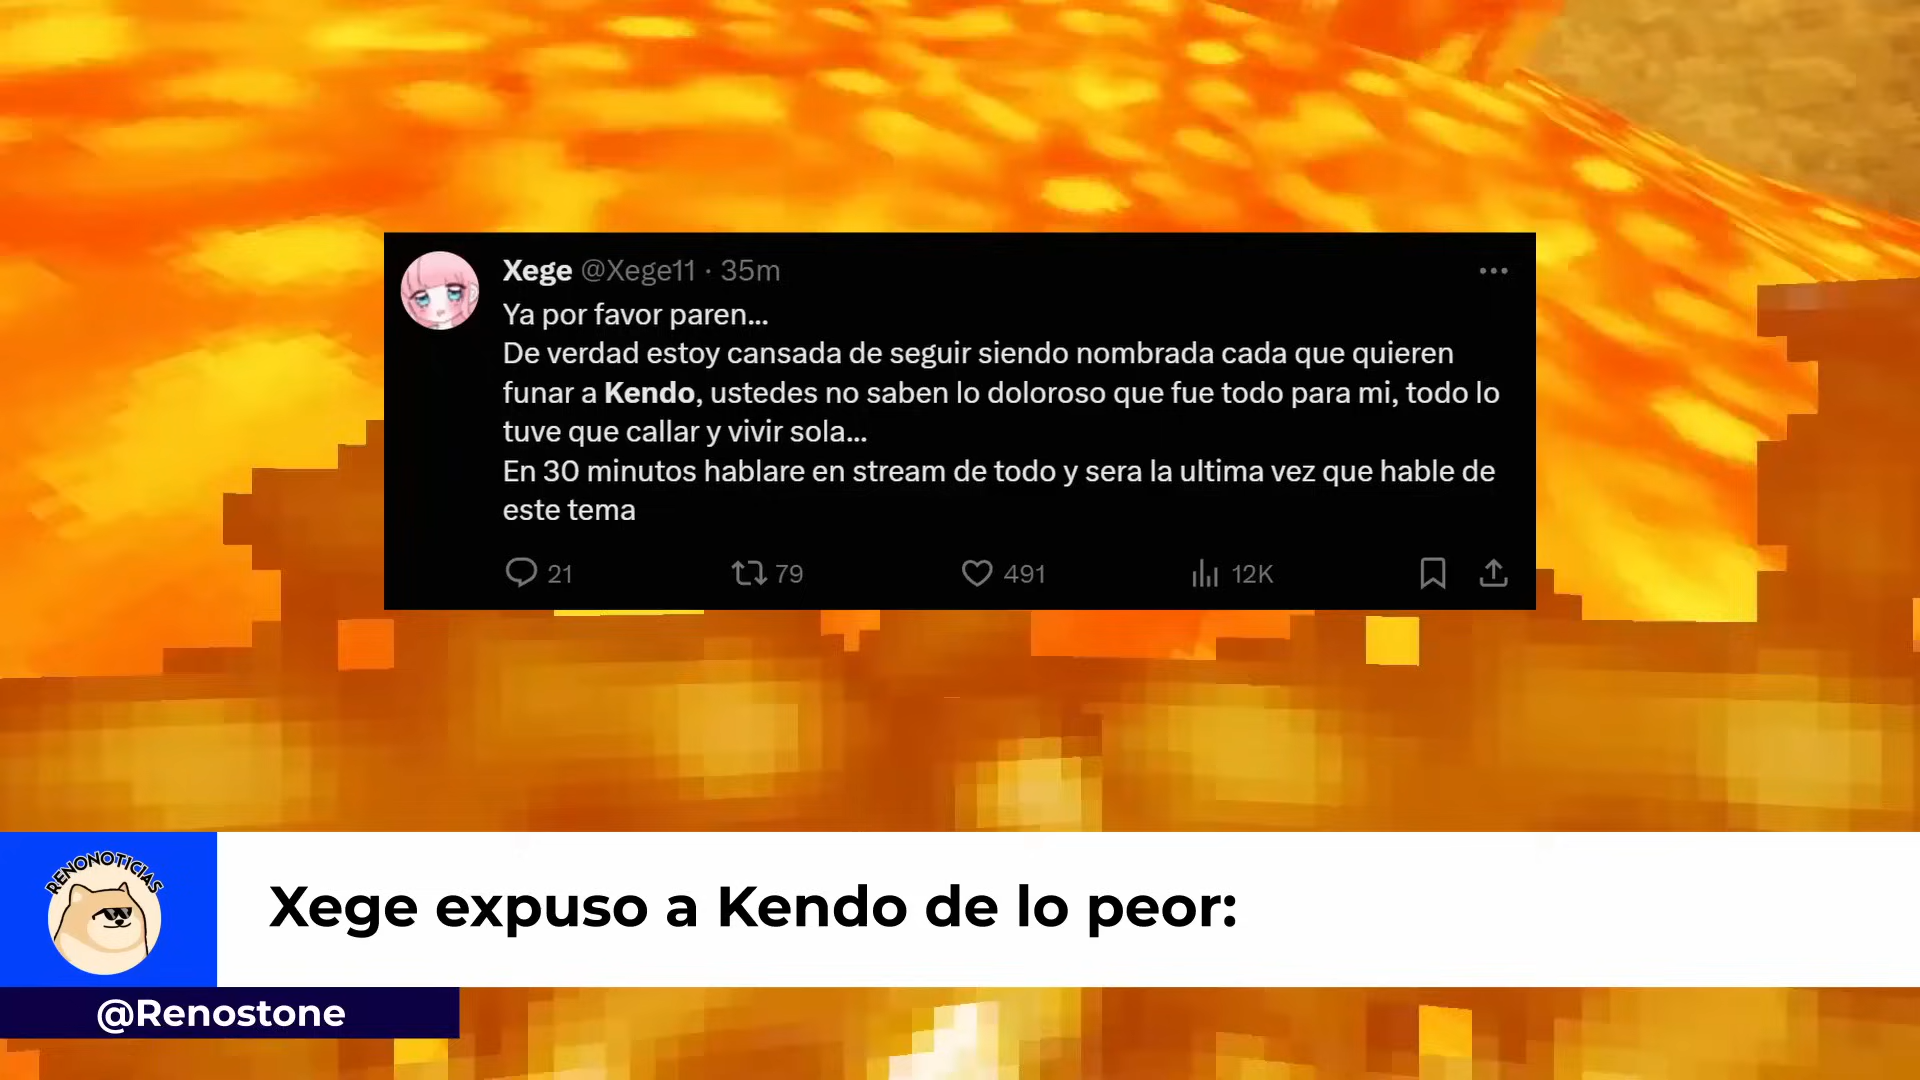 Xege @Xege11 · 35m
Ya por favor paren...
De verdad estoy cansada de seguir siendo nombrada cada que quieren
funar a Kendo, ustedes no saben lo doloroso que fue todo para mi, todo lo
tuve que callar y vivir sola...
En 30 minutos hablare en stream de todo y sera la ultima vez que hable de
este tema
21 79 491 12K
RENONOTICIAS
Xege expuso a Kendo de lo peor:
@Renostone